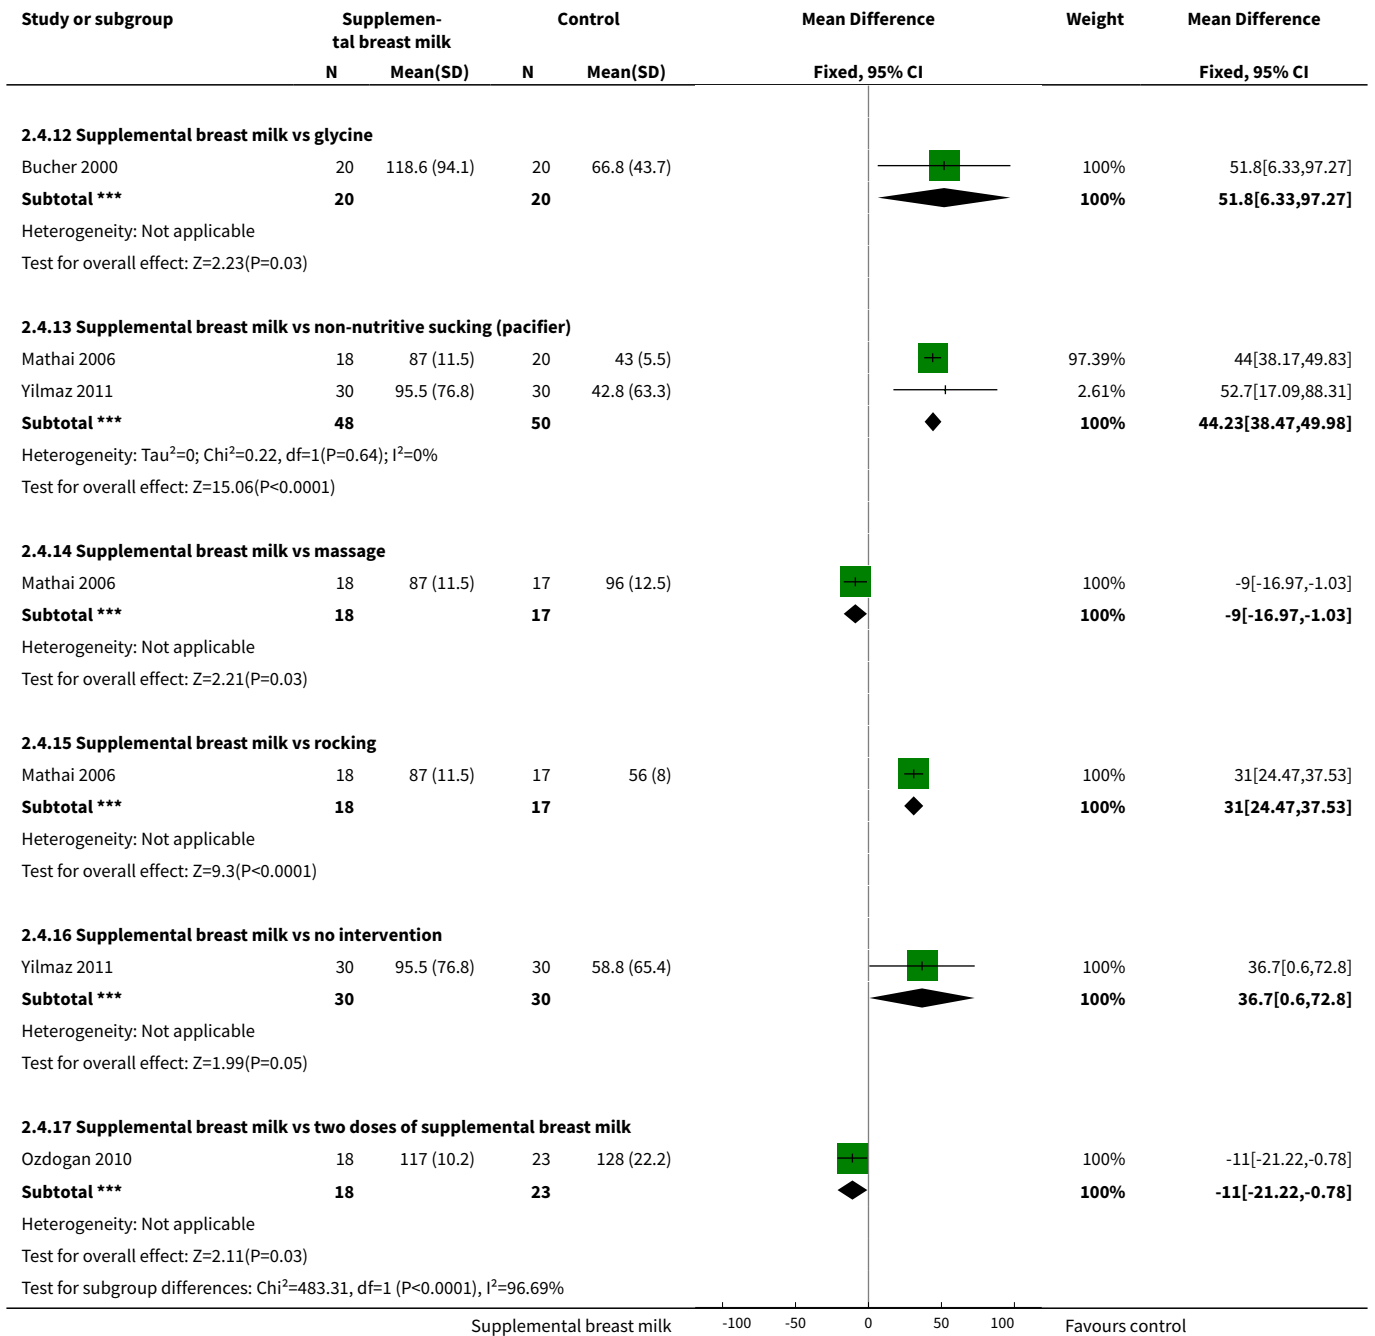 Study or subgroup Supplemen- Control Mean Difference Weight Mean Difference
tal breast milk
N Mean(SD) N Mean(SD) Fixed, 95% CI Fixed, 95% CI
2.4.12 Supplemental breast milk vs glycine
Bucher 2000 20 118.6 (94.1) 20 66.8 (43.7) 100% 51.8[6.33,97.27]
Subtotal *** 20 20 100% 51.8[6.33,97.27]
Heterogeneity: Not applicable
Test for overall effect: Z=2.23(P=0.03)
2.4.13 Supplemental breast milk vs non-nutritive sucking (pacifier)
Mathai 2006 18 87 (11.5) 20 43 (5.5) 97.39% 44[38.17,49.83]
Yilmaz 2011 30 95.5 (76.8) 30 42.8 (63.3) 2.61% 52.7[17.09,88.31]
Subtotal *** 48 50 100% 44.23[38.47,49.98]
Heterogeneity: Tau²=0; Chi²=0.22, df=1(P=0.64); I²=0%
Test for overall effect: Z=15.06(P<0.0001)
2.4.14 Supplemental breast milk vs massage
Mathai 2006 18 87 (11.5) 17 96 (12.5) 100% -9[-16.97,-1.03]
Subtotal *** 18 17 100% -9[-16.97,-1.03]
Heterogeneity: Not applicable
Test for overall effect: Z=2.21(P=0.03)
2.4.15 Supplemental breast milk vs rocking
Mathai 2006 18 87 (11.5) 17 56 (8) 100% 31[24.47,37.53]
Subtotal *** 18 17 100% 31[24.47,37.53]
Heterogeneity: Not applicable
Test for overall effect: Z=9.3(P<0.0001)
2.4.16 Supplemental breast milk vs no intervention
Yilmaz 2011 30 95.5 (76.8) 30 58.8 (65.4) 100% 36.7[0.6,72.8]
Subtotal *** 30 30 100% 36.7[0.6,72.8]
Heterogeneity: Not applicable
Test for overall effect: Z=1.99(P=0.05)
2.4.17 Supplemental breast milk vs two doses of supplemental breast milk
Ozdogan 2010 18 117 (10.2) 23 128 (22.2) 100% -11[-21.22,-0.78]
Subtotal *** 18 23 100% -11[-21.22,-0.78]
Heterogeneity: Not applicable
Test for overall effect: Z=2.11(P=0.03)
Test for subgroup differences: Chi²=483.31, df=1 (P<0.0001), I²=96.69%
Supplemental breast milk -100 -50 0 50 100 Favours control